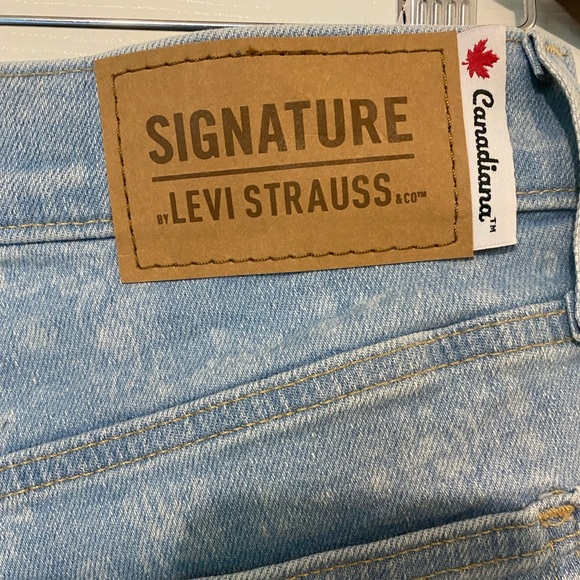 SIGNATURE
BY LEVI STRAUSS & CO™
Canadiana™